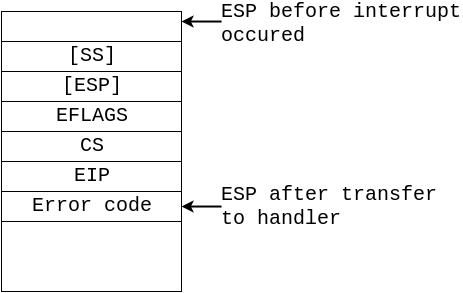 ESP before interrupt
occured
[SS]
[ESP]
EFLAGS
CS
EIP
Error code
ESP after transfer
to handler